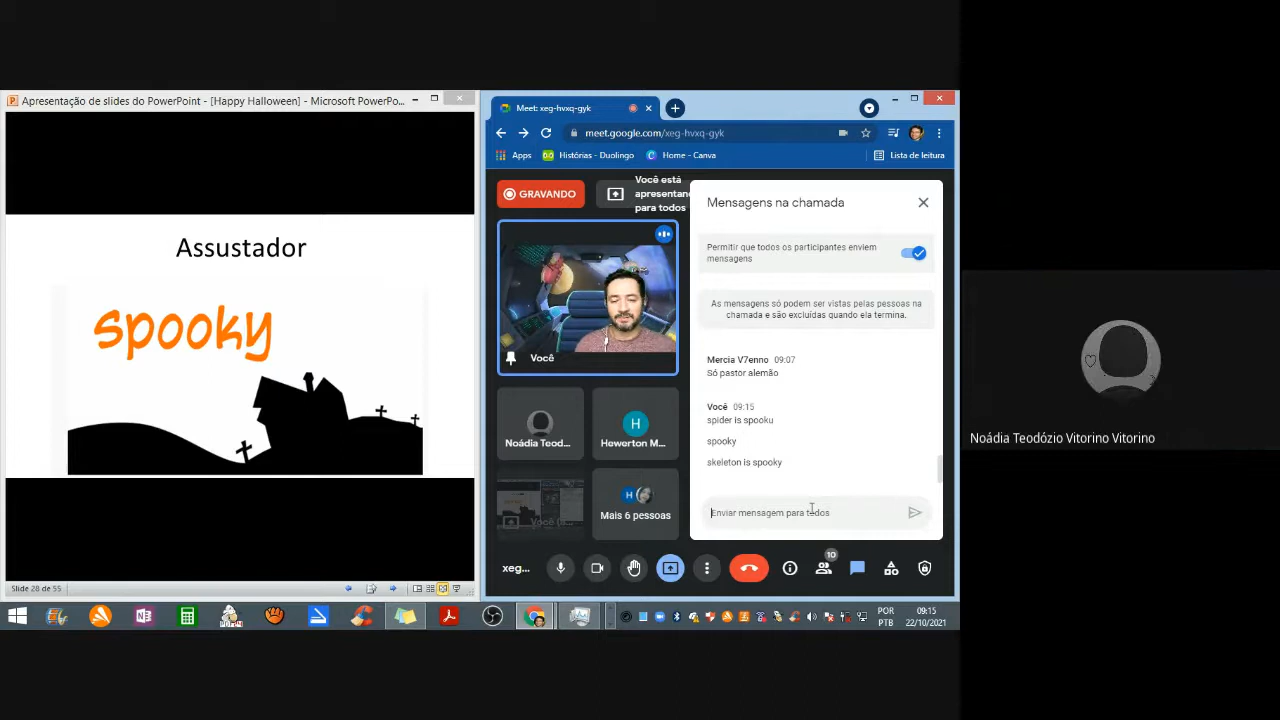 Apresentação de slides do PowerPoint - [Happy Halloween] - Microsoft PowerPo...
Assustador
spooky
Slide 28 de 55
Meet: xeg-hvxq-gyk
meet.google.com/xeg-hvxq-gyk
Apps
Histórias - Duolingo
Home - Canva
Lista de leitura
GRAVANDO
Você está
apresentand
para todos
Você
Noádia Teod...
Hewerton M...
H
H
Mais 6 pessoas
Mensagens na chamada
Permitir que todos os participantes enviem
mensagens
As mensagens só podem ser vistas pelas pessoas na
chamada e são excluídas quando ela termina.
Mercia V7enno 09:07
Só pastor alemão
Você 09:15
spider is spooku
spooky
skeleton is spooky
Enviar mensagem para todos
xeg...
10
POR
PTB
09:15
22/10/2021
Noádia Teodózio Vitorino Vitorino